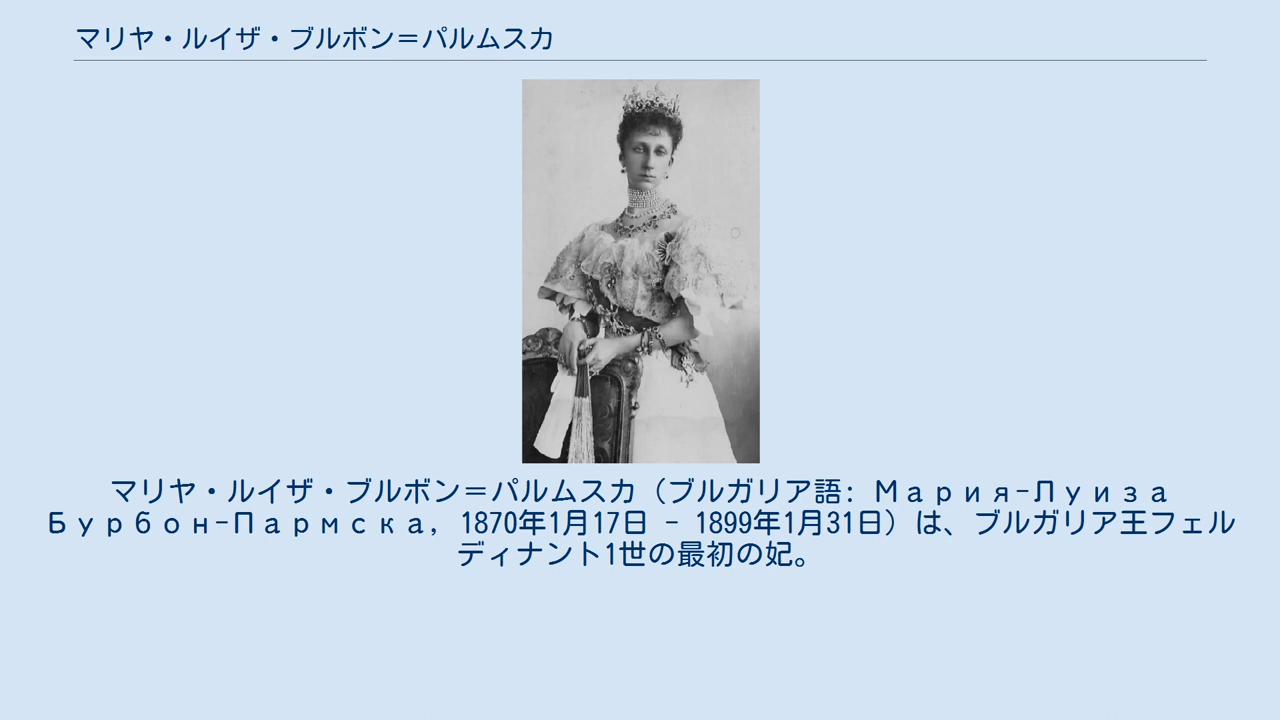 マリヤ・ルイザ・ブルボン＝パルムスカ
マリヤ・ルイザ・ブルボン＝パルムスカ（ブルガリア語: Мария-Луиза
Бурбон-Пармска, 1870年1月17日 - 1899年1月31日）は、ブルガリア王フェル
ディナント1世の最初の妃。